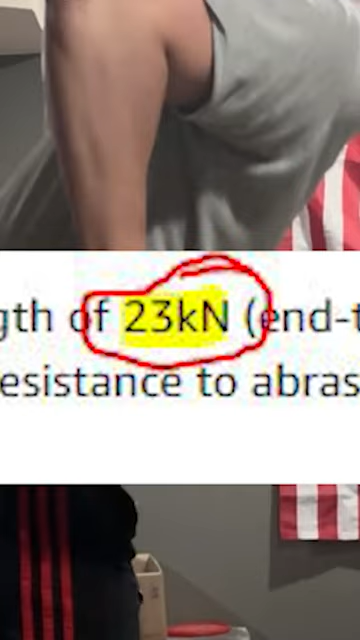 gth of 23kN (end-t
esistance to abras